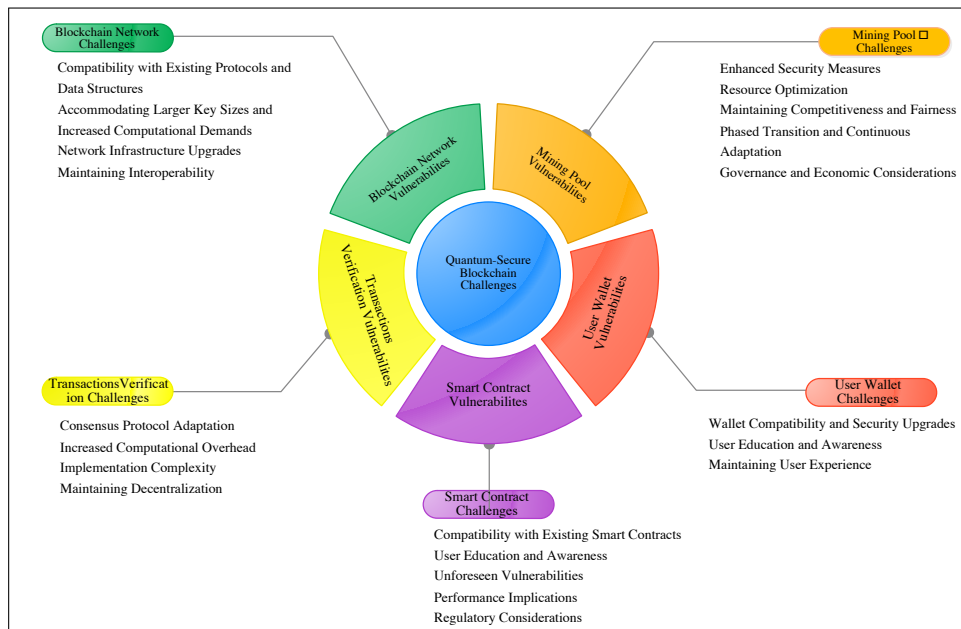 Blockchain Network
Challenges
Compatibility with Existing Protocols and
Data Structures
Accommodating Larger Key Sizes and
Increased Computational Demands
Network Infrastructure Upgrades
Maintaining Interoperability
Mining Pool □
Challenges
Enhanced Security Measures
Resource Optimization
Maintaining Competitiveness and Fairness
Phased Transition and Continuous
Adaptation
Governance and Economic Considerations
Blockchain Network
Vulnerabilites
Mining Pool
Vulnerabilites
Quantum-Secure
Blockchain
Challenges
Transactions
Verification Vulnerabilites
User Wallet
Vulnerabilites
Smart Contract
Vulnerabilites
TransactionsVerificat
ion Challenges
Consensus Protocol Adaptation
Increased Computational Overhead
Implementation Complexity
Maintaining Decentralization
User Wallet
Challenges
Wallet Compatibility and Security Upgrades
User Education and Awareness
Maintaining User Experience
Smart Contract
Challenges
Compatibility with Existing Smart Contracts
User Education and Awareness
Unforeseen Vulnerabilities
Performance Implications
Regulatory Considerations